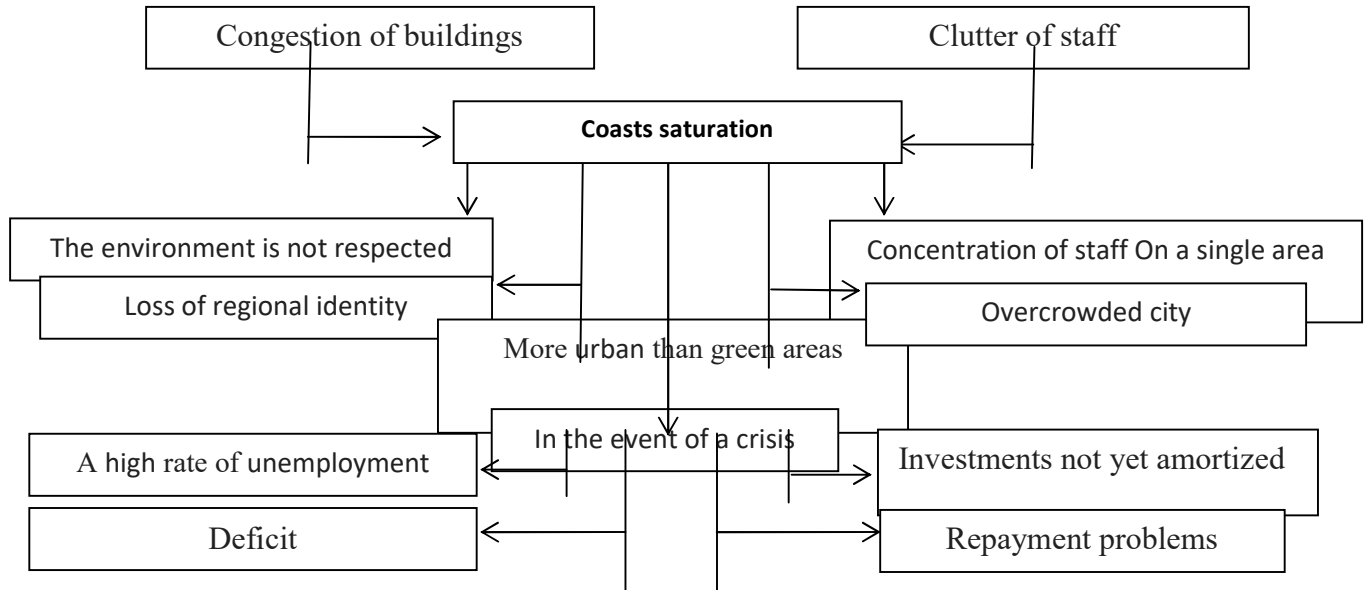 Congestion of buildings
Clutter of staff
Coasts saturation
The environment is not respected
Concentration of staff On a single area
Loss of regional identity
Overcrowded city
More urban than green areas
In the event of a crisis
A high rate of unemployment
Investments not yet amortized
Deficit
Repayment problems